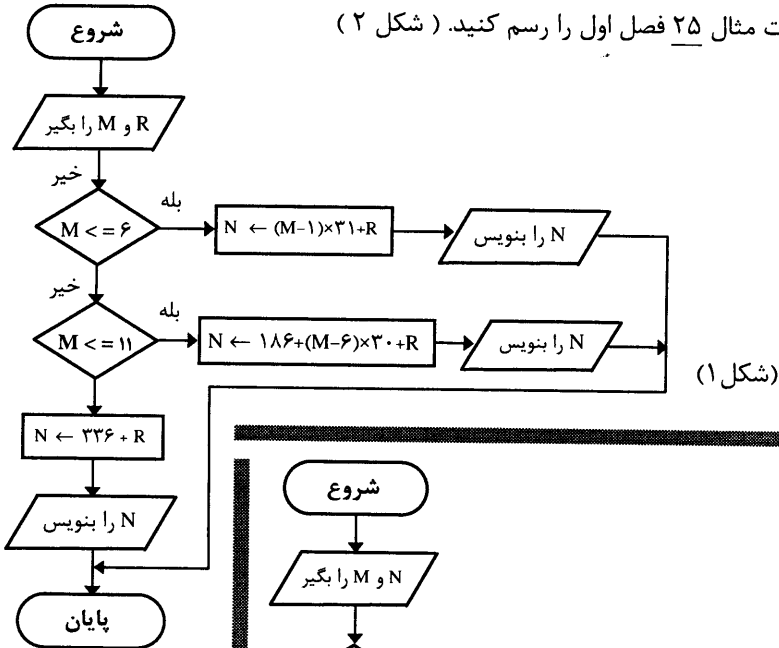 ت مثال ۲۵ فصل اول را رسم کنید. ( شکل ۲ )
شروع
R و M را بگیر
خیر
M < = ۶
بله
N ← (M-۱)×۳۱+R
N را بنویس
خیر
M < = ۱۱
بله
N ← ۱۸۶+(M-۶)×۳۰+R
N را بنویس
(شکل ۱)
N ← ۳۳۶ + R
N را بنویس
پایان
شروع
N و M را بگیر